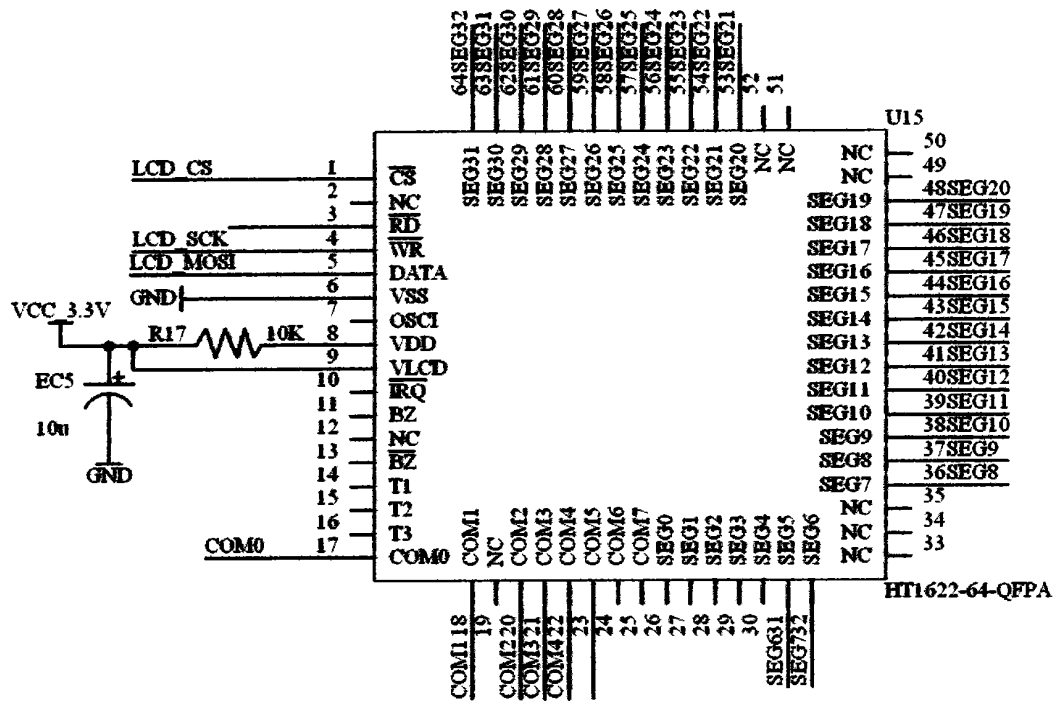 64SEG32
63SEG31
62SEG30
61SEG29
60SEG28
59SEG27
58SEG26
57SEG25
56SEG24
55SEG23
54SEG22
53SEG21
52
51
U15
SEG31
SEG30
SEG29
SEG28
SEG27
SEG26
SEG25
SEG24
SEG23
SEG22
SEG21
SEG20
NC
NC
LCD_CS 1 CS
2 NC
3 RD
LCD_SCK 4 WR
LCD_MOSI 5 DATA
GND 6 VSS
7 OSCI
VCC_3.3V
R17 10K 8 VDD
9 VLCD
EC5 +
10u
GND
10 IRQ
11 BZ
12 NC
13 BZ
14 T1
15 T2
16 T3
COM0 17 COM0
NC 50
NC 49
SEG19 48SEG20
SEG18 47SEG19
SEG17 46SEG18
SEG16 45SEG17
SEG15 44SEG16
SEG14 43SEG15
SEG13 42SEG14
SEG12 41SEG13
SEG11 40SEG12
SEG10 39SEG11
SEG9 38SEG10
SEG8 37SEG9
SEG7 36SEG8
NC 35
NC 34
NC 33
COM1
NC
COM2
COM3
COM4
COM5
COM6
COM7
SEG0
SEG1
SEG2
SEG3
SEG4
SEG5
SEG6
HT1622-64-QFPA
COM118
19
COM220
COM321
COM422
23
24
25
26
27
28
29
30
SEG631
SEG732